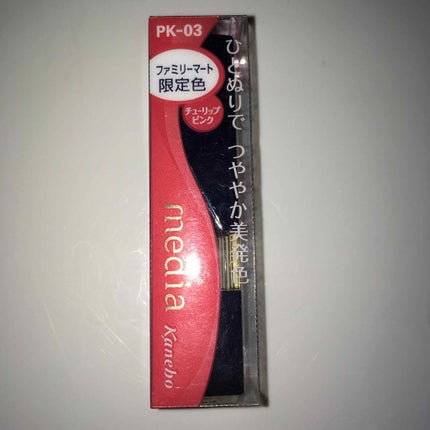 PK-03
ファミリーマート
限定色
チューリップ
ピンク
ひとぬりで つややか美発色
media
Kanebo